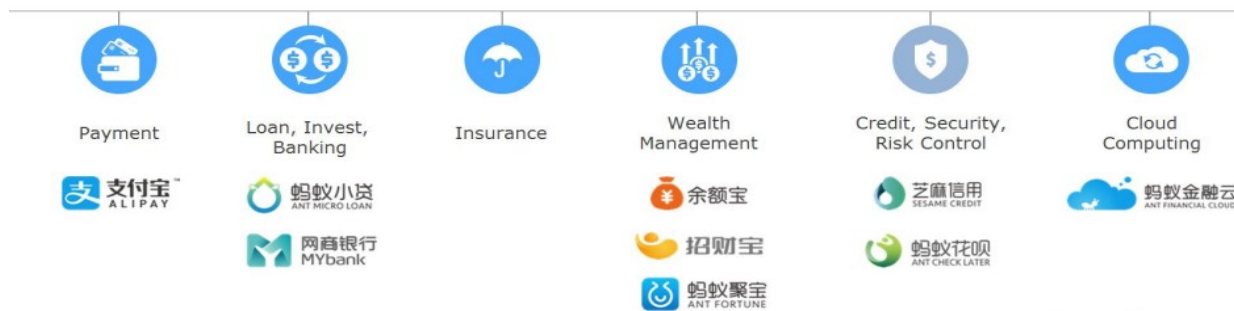 Payment
Loan, Invest,
Banking
Insurance
Wealth
Management
Credit, Security,
Risk Control
Cloud
Computing
支 支付宝™
ALIPAY
蚂蚁小贷
ANT MICRO LOAN
网商银行
MYbank
余额宝
招财宝
蚂蚁聚宝
ANT FORTUNE
芝麻信用
SESAME CREDIT
蚂蚁花呗
ANT CHECK LATER
蚂蚁金融云
ANT FINANCIAL CLOUD